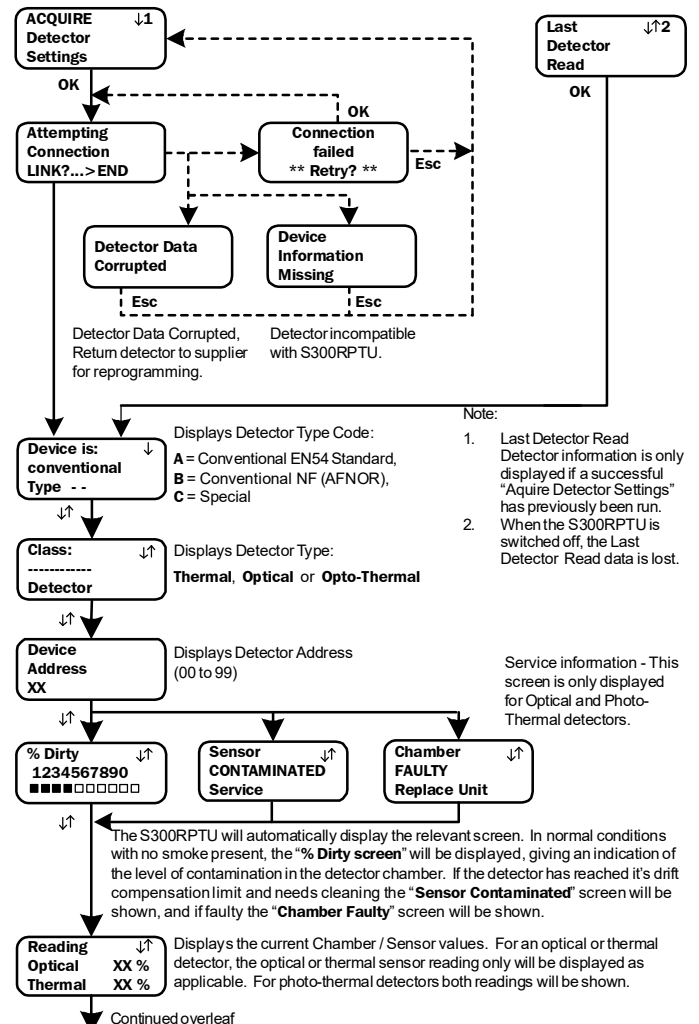 ACQUIRE ↓1
Detector
Settings
Last ↓↑2
Detector
Read
OK
OK
OK
Attempting
Connection
LINK?...>END
Connection
failed
** Retry? **
Esc
Detector Data
Corrupted
Device
Information
Missing
Esc
Esc
Detector Data Corrupted,
Return detector to supplier
for reprogramming.
Detector incompatible
with S300RPTU.
Note:
1. Last Detector Read
Detector information is only
displayed if a successful
“Aquire Detector Settings”
has previously been run.
2. When the S300RPTU is
switched off, the Last
Detector Read data is lost.
Device is: ↓
conventional
Type - -
Displays Detector Type Code:
A = Conventional EN54 Standard,
B = Conventional NF (AFNOR),
C = Special
↓↑
Class: ↓↑
------------
Detector
Displays Detector Type:
Thermal, Optical or Opto-Thermal
↓↑
Device
Address
XX
Displays Detector Address
(00 to 99)
Service information - This
screen is only displayed
for Optical and Photo-
Thermal detectors.
↓↑
% Dirty ↓↑
1234567890
■■■■□□□□□□
Sensor ↓↑
CONTAMINATED
Service
Chamber ↓↑
FAULTY
Replace Unit
↓↑
The S300RPTU will automatically display the relevant screen. In normal conditions
with no smoke present, the “% Dirty screen” will be displayed, giving an indication of
the level of contamination in the detector chamber. If the detector has reached it's drift
compensation limit and needs cleaning the “Sensor Contaminated” screen will be
shown, and if faulty the “Chamber Faulty” screen will be shown.
Reading ↓↑
Optical XX %
Thermal XX %
Displays the current Chamber / Sensor values. For an optical or thermal
detector, the optical or thermal sensor reading only will be displayed as
applicable. For photo-thermal detectors both readings will be shown.
Continued overleaf